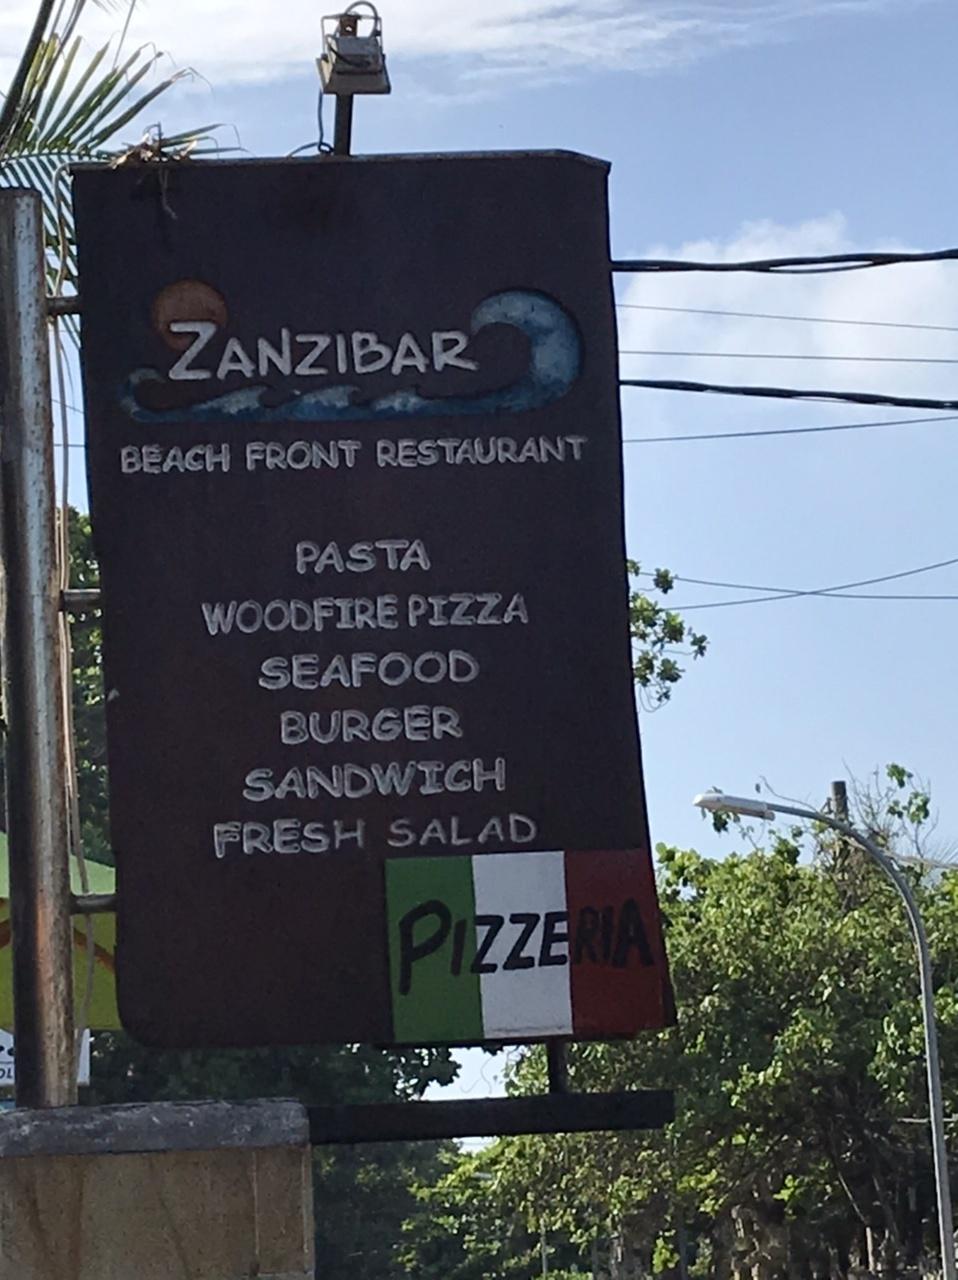 ZANZIBAR
BEACH FRONT RESTAURANT
PASTA
WOODFIRE PIZZA
SEAFOOD
BURGER
SANDWICH
FRESH SALAD
PIZZERIA